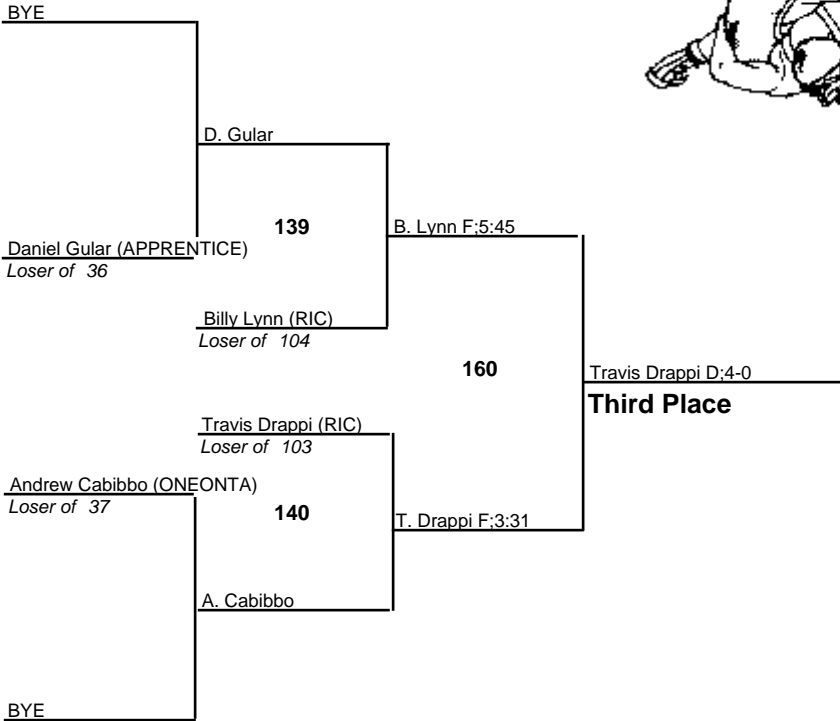 BYE
D. Gular
139
B. Lynn F;5:45
Daniel Gular (APPRENTICE)
Loser of 36
Billy Lynn (RIC)
Loser of 104
160
Travis Drappi D;4-0
Third Place
Travis Drappi (RIC)
Loser of 103
Andrew Cabibbo (ONEONTA)
Loser of 37
140
T. Drappi F;3:31
A. Cabibbo
BYE